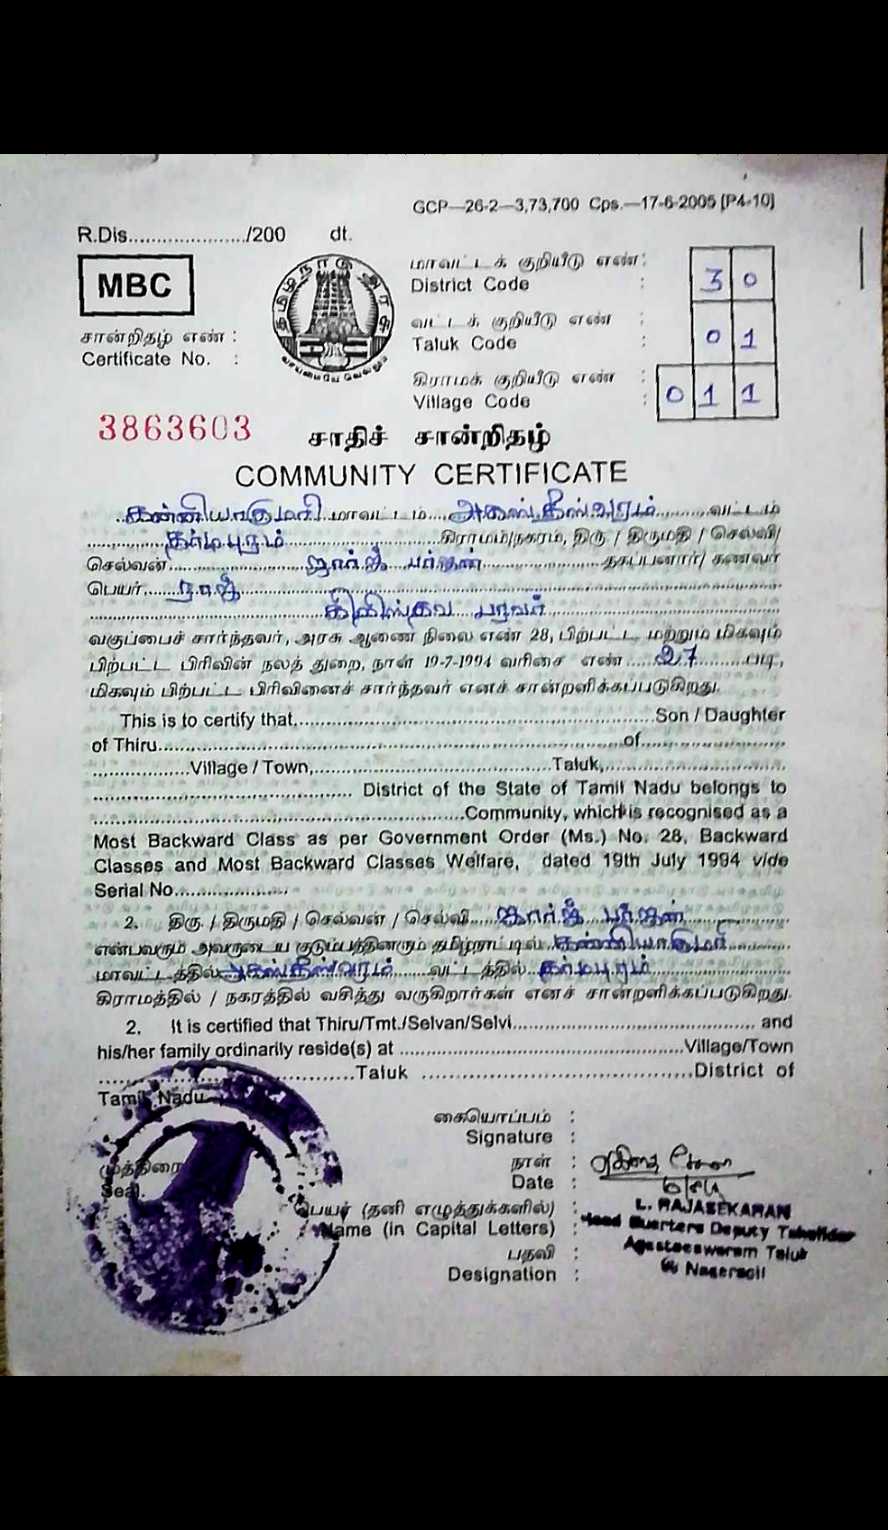 GCP—26-2—3,73,700 Cps.—17-6-2005 [P4-10]
R.Dis....................../200 dt.
MBC
தமிழ்நாடு அரசு
வாய்மையே வெல்லும்
மாவட்டக் குறியீடு எண் : 3 0
District Code :
வட்டக் குறியீடு எண் : 0 1
Taluk Code :
கிராமக் குறியீடு எண் : 0 1 1
Village Code :
சான்றிதழ் எண் :
Certificate No. :
3863603
சாதிச் சான்றிதழ்
COMMUNITY CERTIFICATE
கன்னியாகுமரி மாவட்டம் அகஸ்தீஸ்வரம் வட்டம்
தர்மபுரம் கிராமம்/நகரம், திரு / திருமதி / செல்வி/
செல்வன் ஜார்ஜ் தகப்பனார்/ கணவர்
பெயர் ராஜ்
கிறிஸ்தவ பரவர்
வகுப்பைச் சார்ந்தவர், அரசு ஆணை நிலை எண் 28, பிற்பட்ட மற்றும் மிகவும்
பிற்பட்ட பிரிவின் நலத் துறை, நாள் 19-7-1994 வரிசை எண் 27 படி,
மிகவும் பிற்பட்ட பிரிவினைச் சார்ந்தவர் எனச் சான்றளிக்கப்படுகிறது.
This is to certify that.......................................................Son / Daughter
of Thiru..............................................................................of........................
...................Village / Town,.......................................Taluk,.............................
.................................... District of the State of Tamil Nadu belongs to
...............................................................Community, which is recognised as a
Most Backward Class as per Government Order (Ms.) No. 28, Backward
Classes and Most Backward Classes Welfare, dated 19th July 1994 vide
Serial No....................
2. திரு. / திருமதி / செல்வன் / செல்வி ஜார்ஜ்
என்பவரும் அவருடைய குடும்பத்தினரும் தமிழ்நாட்டில் கன்னியாகுமரி
மாவட்டத்தில் அகஸ்தீஸ்வரம் வட்டத்தில் தர்மபுரம்
கிராமத்தில் / நகரத்தில் வசித்து வருகிறார்கள் எனச் சான்றளிக்கப்படுகிறது.
2. It is certified that Thiru/Tmt./Selvan/Selvi......................................... and
his/her family ordinarily reside(s) at ................................................Village/Town
...........................................Taluk .............................................District of
Tamil Nadu.
கையொப்பம் :
Signature :
முத்திரை
Seal.
நாள் :
Date :
பெயர் (தனி எழுத்துக்களில்) :
Name (in Capital Letters) :
L. RAJASEKARAN
Head Quarters Deputy Tahsildar
Agasteeswaram Taluk
Nagercoil
பதவி :
Designation :